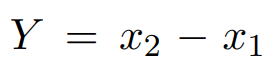 Y = x₂ − x₁